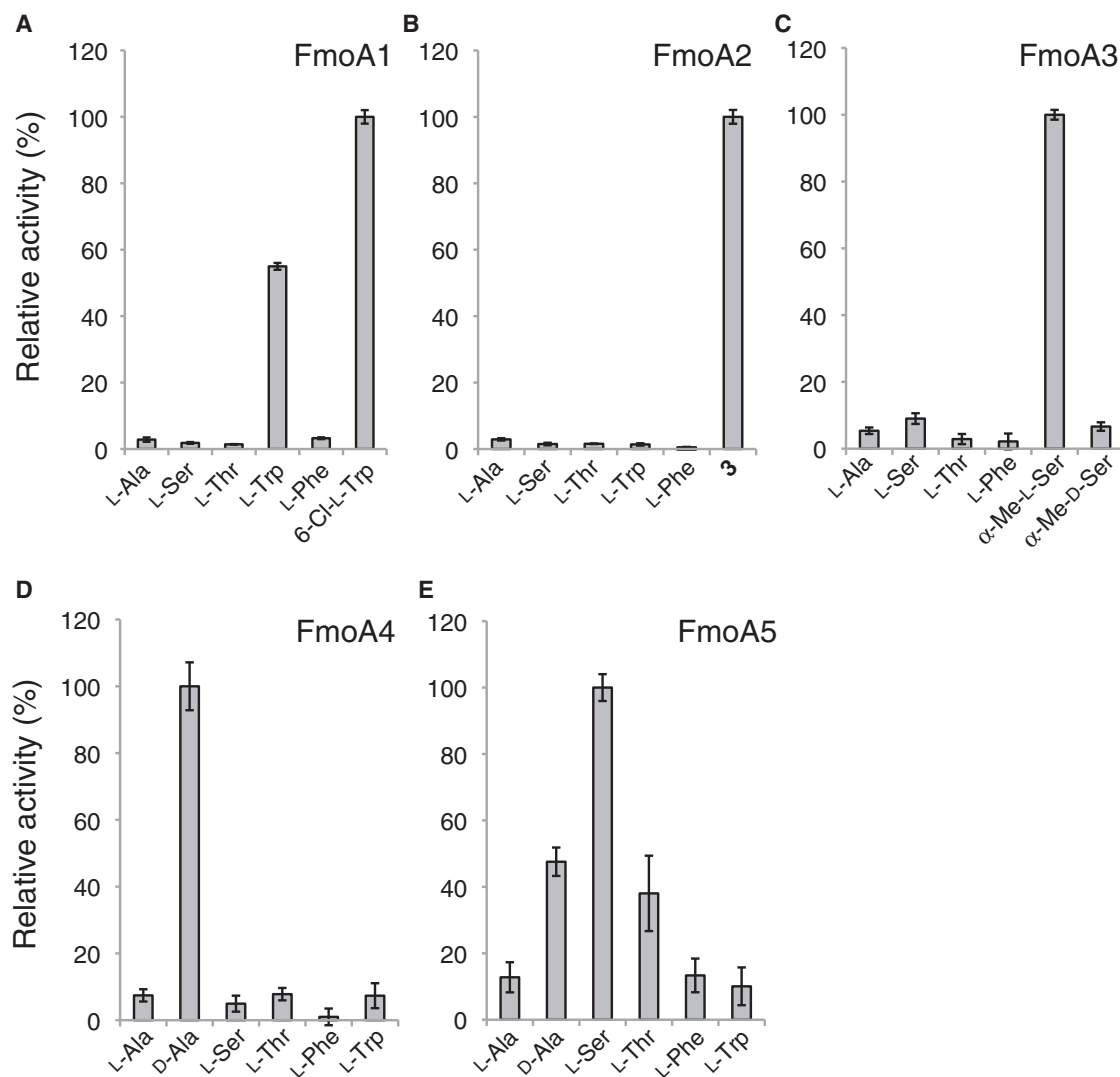 A
FmoA1
Relative activity (%)
120
100
80
60
40
20
0
L-Ala
L-Ser
L-Thr
L-Trp
L-Phe
6-Cl-L-Trp
B
FmoA2
120
100
80
60
40
20
0
L-Ala
L-Ser
L-Thr
L-Trp
L-Phe
3
C
FmoA3
120
100
80
60
40
20
0
L-Ala
L-Ser
L-Thr
L-Phe
α-Me-L-Ser
α-Me-D-Ser
D
FmoA4
Relative activity (%)
120
100
80
60
40
20
0
L-Ala
D-Ala
L-Ser
L-Thr
L-Phe
L-Trp
E
FmoA5
120
100
80
60
40
20
0
L-Ala
D-Ala
L-Ser
L-Thr
L-Phe
L-Trp